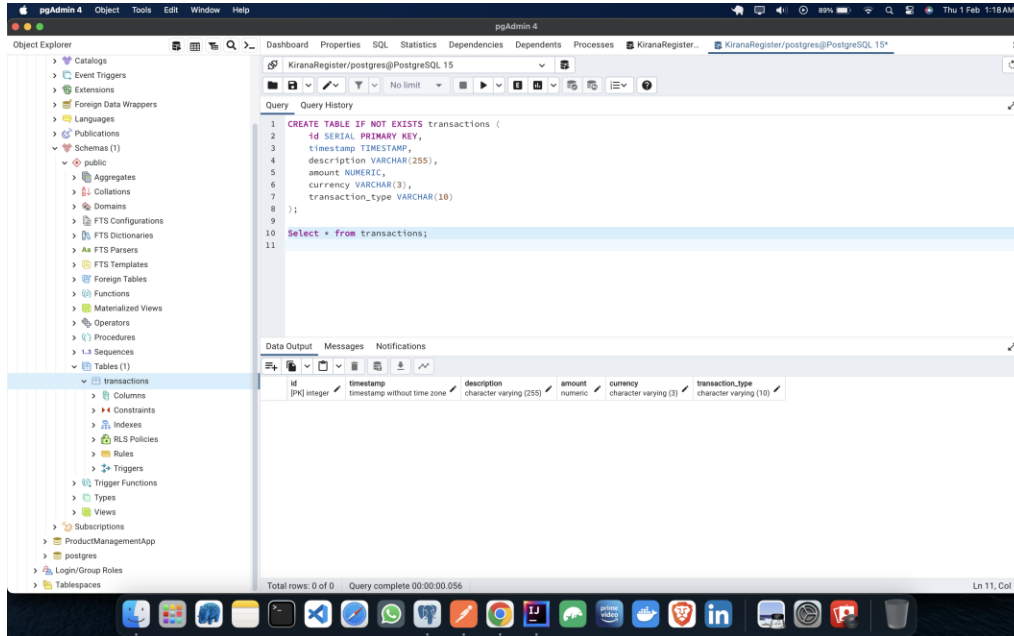 pgAdmin 4 Object Tools Edit Window Help 89% Thu 1 Feb 1:18AM
pgAdmin 4
Object Explorer
Dashboard Properties SQL Statistics Dependencies Dependents Processes KiranaRegister... KiranaRegister/postgres@PostgreSQL 15*
Catalogs
Event Triggers
Extensions
Foreign Data Wrappers
Languages
Publications
Schemas (1)
public
Aggregates
Collations
Domains
FTS Configurations
FTS Dictionaries
FTS Parsers
FTS Templates
Foreign Tables
Functions
Materialized Views
Operators
Procedures
1..3 Sequences
Tables (1)
transactions
Columns
Constraints
Indexes
RLS Policies
Rules
Triggers
Trigger Functions
Types
Views
Subscriptions
ProductManagementApp
postgres
Login/Group Roles
Tablespaces
KiranaRegister/postgres@PostgreSQL 15
No limit
Query Query History
1 CREATE TABLE IF NOT EXISTS transactions (
2 id SERIAL PRIMARY KEY,
3 timestamp TIMESTAMP,
4 description VARCHAR(255),
5 amount NUMERIC,
6 currency VARCHAR(3),
7 transaction_type VARCHAR(10)
8 );
9
10 Select * from transactions;
11
Data Output Messages Notifications
id timestamp description amount currency transaction_type
[PK] integer timestamp without time zone character varying (255) numeric character varying (3) character varying (10)
Total rows: 0 of 0 Query complete 00:00:00.056 Ln 11, Col
prime video in